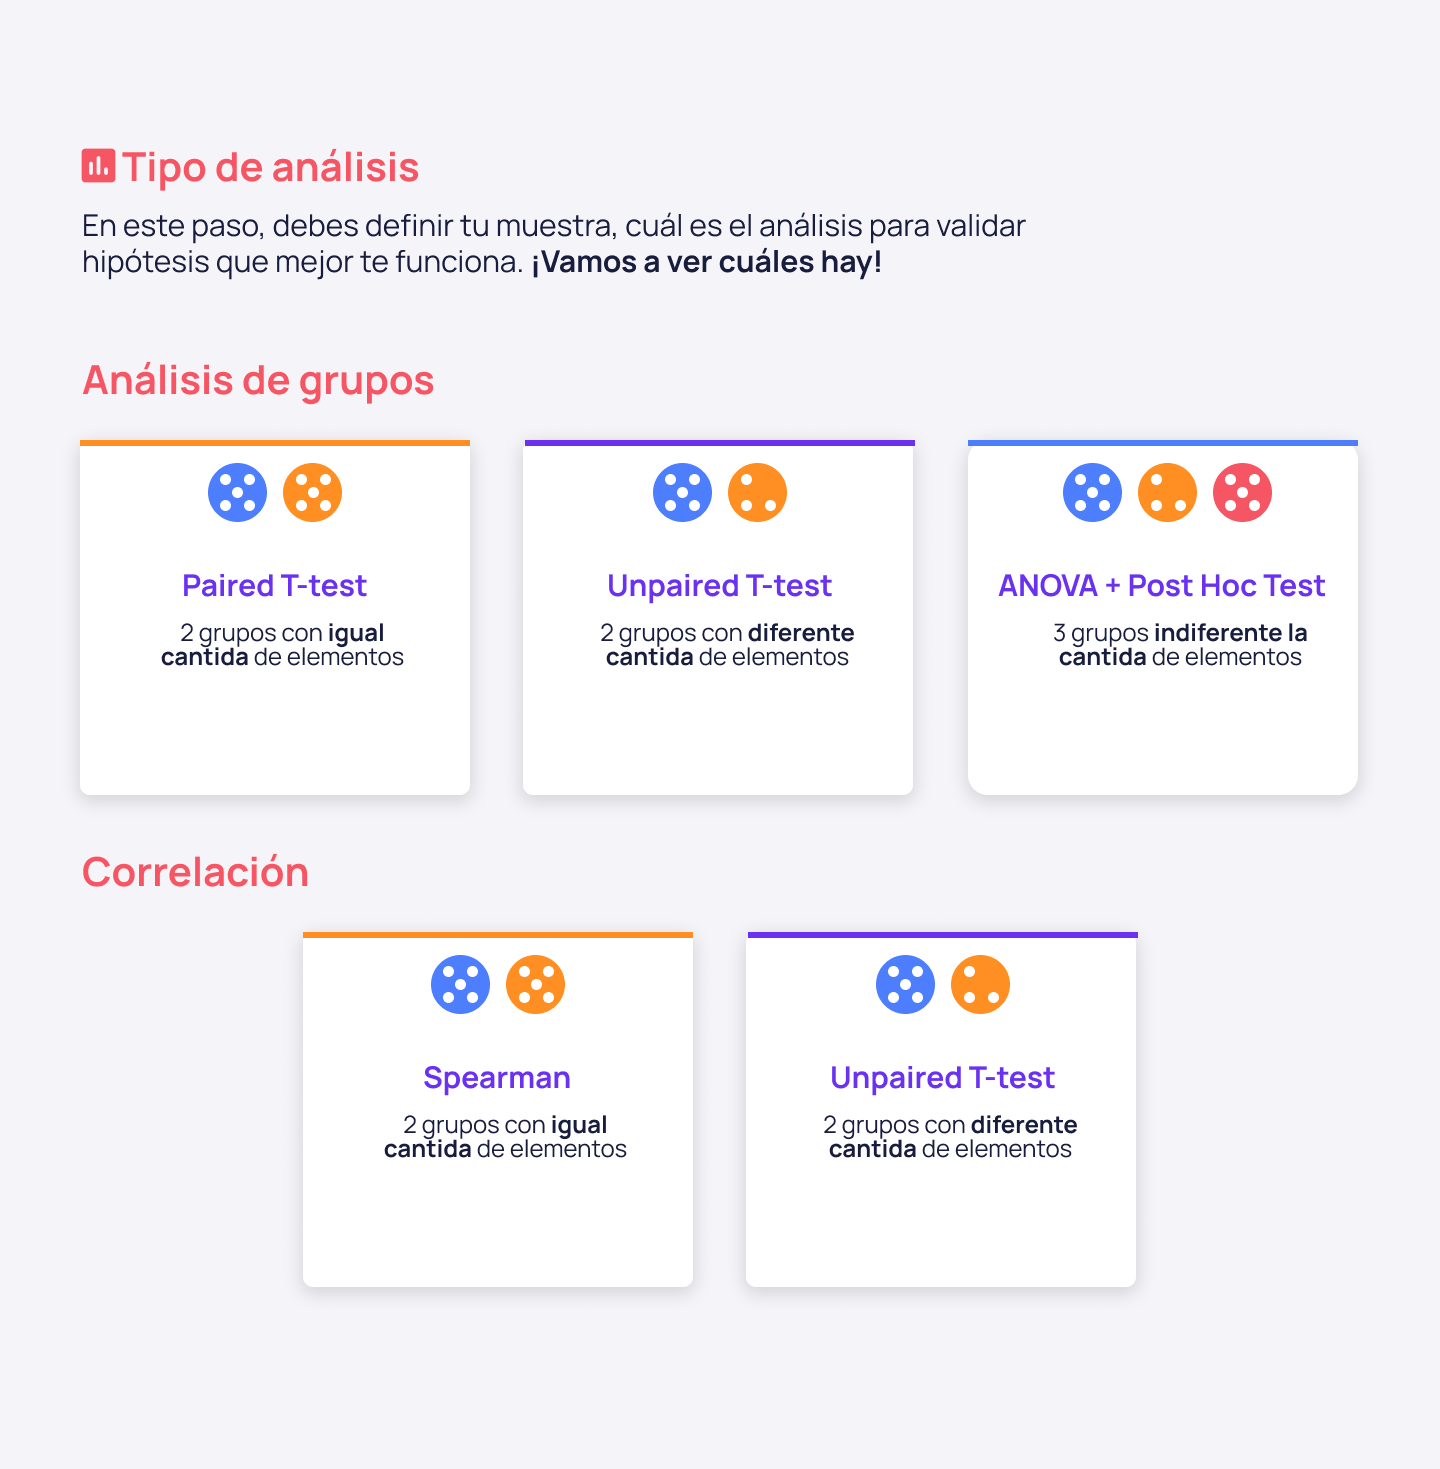 Tipo de análisis
En este paso, debes definir tu muestra, cuál es el análisis para validar
hipótesis que mejor te funciona. ¡Vamos a ver cuáles hay!
Análisis de grupos
Paired T-test
2 grupos con igual
cantida de elementos
Unpaired T-test
2 grupos con diferente
cantida de elementos
ANOVA + Post Hoc Test
3 grupos indiferente la
cantida de elementos
Correlación
Spearman
2 grupos con igual
cantida de elementos
Unpaired T-test
2 grupos con diferente
cantida de elementos